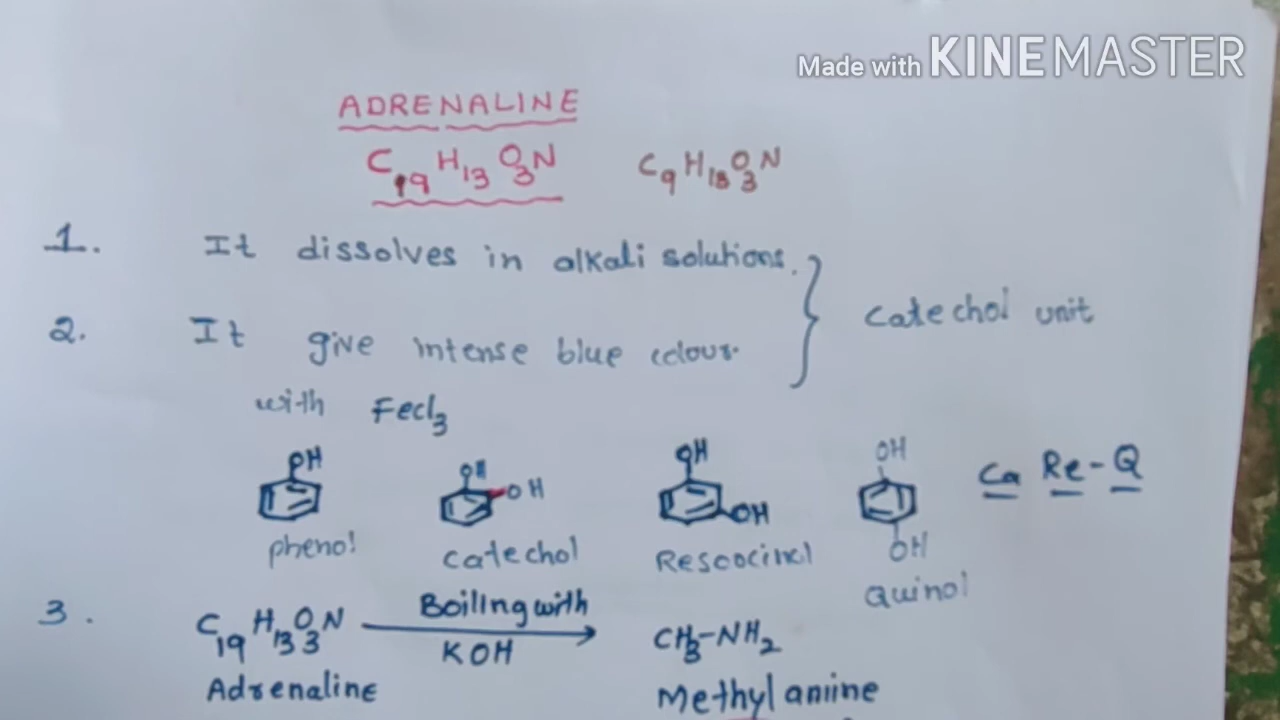 Made with KINEMASTER
ADRENALINE
C19H13O3N C9H13O3N
1. It dissolves in alkali solutions.
2. It give intense blue colour
with Fecl3
Catechol unit
OH
OH
OH
OH
OH
OH
OH
Ca Re-Q
phenol
Catechol
Resoocinol
Quinol
3. C19H13O3N Boiling with
KOH CH3-NH2
Adrenaline Methyl amine